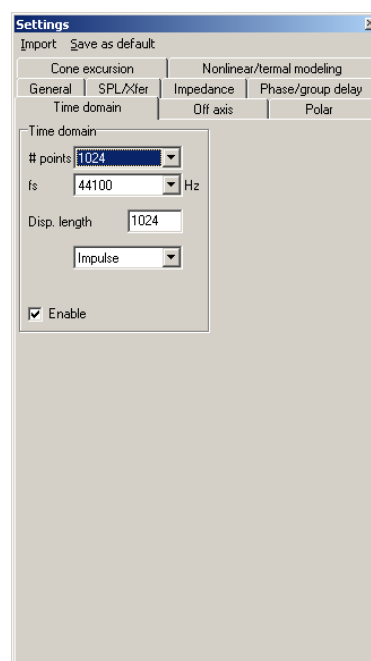 Settings
Import Save as default
Cone excursion Nonlinear/termal modeling
General SPL/Xfer Impedance Phase/group delay
Time domain Off axis Polar
Time domain
# points 1024
fs 44100 Hz
Disp. length 1024
Impulse
Enable